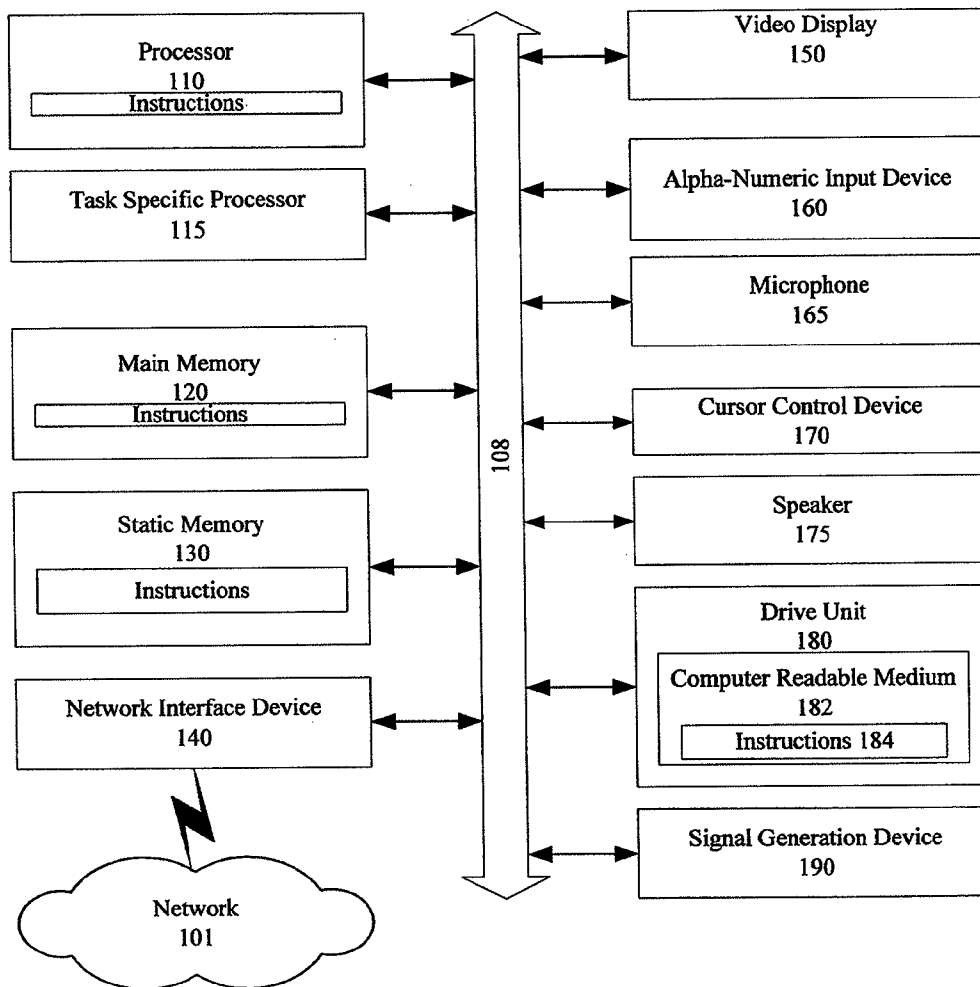 Processor
110
Instructions
Task Specific Processor
115
Main Memory
120
Instructions
Static Memory
130
Instructions
Network Interface Device
140
Network
101
108
Video Display
150
Alpha-Numeric Input Device
160
Microphone
165
Cursor Control Device
170
Speaker
175
Drive Unit
180
Computer Readable Medium
182
Instructions 184
Signal Generation Device
190